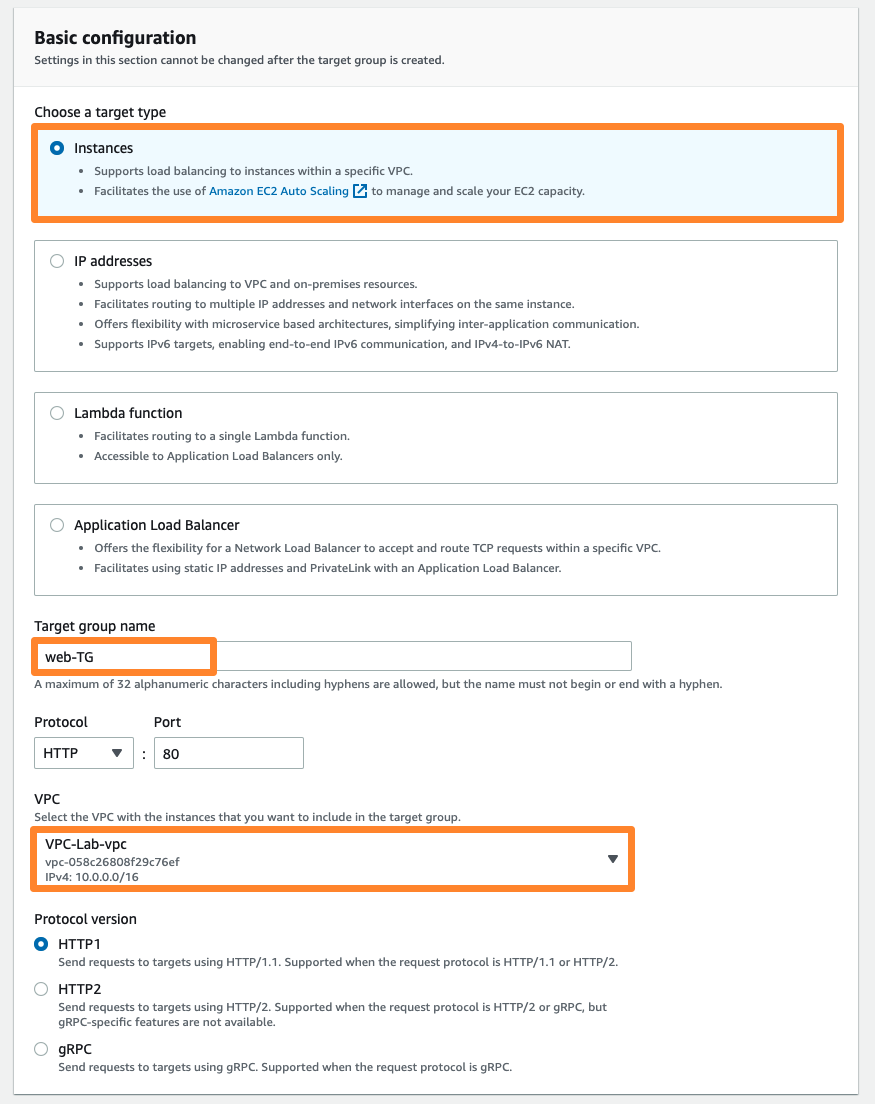 Basic configuration
Settings in this section cannot be changed after the target group is created.
Choose a target type
Instances
• Supports load balancing to instances within a specific VPC.
• Facilitates the use of Amazon EC2 Auto Scaling to manage and scale your EC2 capacity.
IP addresses
• Supports load balancing to VPC and on-premises resources.
• Facilitates routing to multiple IP addresses and network interfaces on the same instance.
• Offers flexibility with microservice based architectures, simplifying inter-application communication.
• Supports IPv6 targets, enabling end-to-end IPv6 communication, and IPv4-to-IPv6 NAT.
Lambda function
• Facilitates routing to a single Lambda function.
• Accessible to Application Load Balancers only.
Application Load Balancer
• Offers the flexibility for a Network Load Balancer to accept and route TCP requests within a specific VPC.
• Facilitates using static IP addresses and PrivateLink with an Application Load Balancer.
Target group name
web-TG
A maximum of 32 alphanumeric characters including hyphens are allowed, but the name must not begin or end with a hyphen.
Protocol Port
HTTP : 80
VPC
Select the VPC with the instances that you want to include in the target group.
VPC-Lab-vpc
vpc-058c26808f29c76ef
IPv4: 10.0.0.0/16
Protocol version
HTTP1
Send requests to targets using HTTP/1.1. Supported when the request protocol is HTTP/1.1 or HTTP/2.
HTTP2
Send requests to targets using HTTP/2. Supported when the request protocol is HTTP/2 or gRPC, but
gRPC-specific features are not available.
gRPC
Send requests to targets using gRPC. Supported when the request protocol is gRPC.